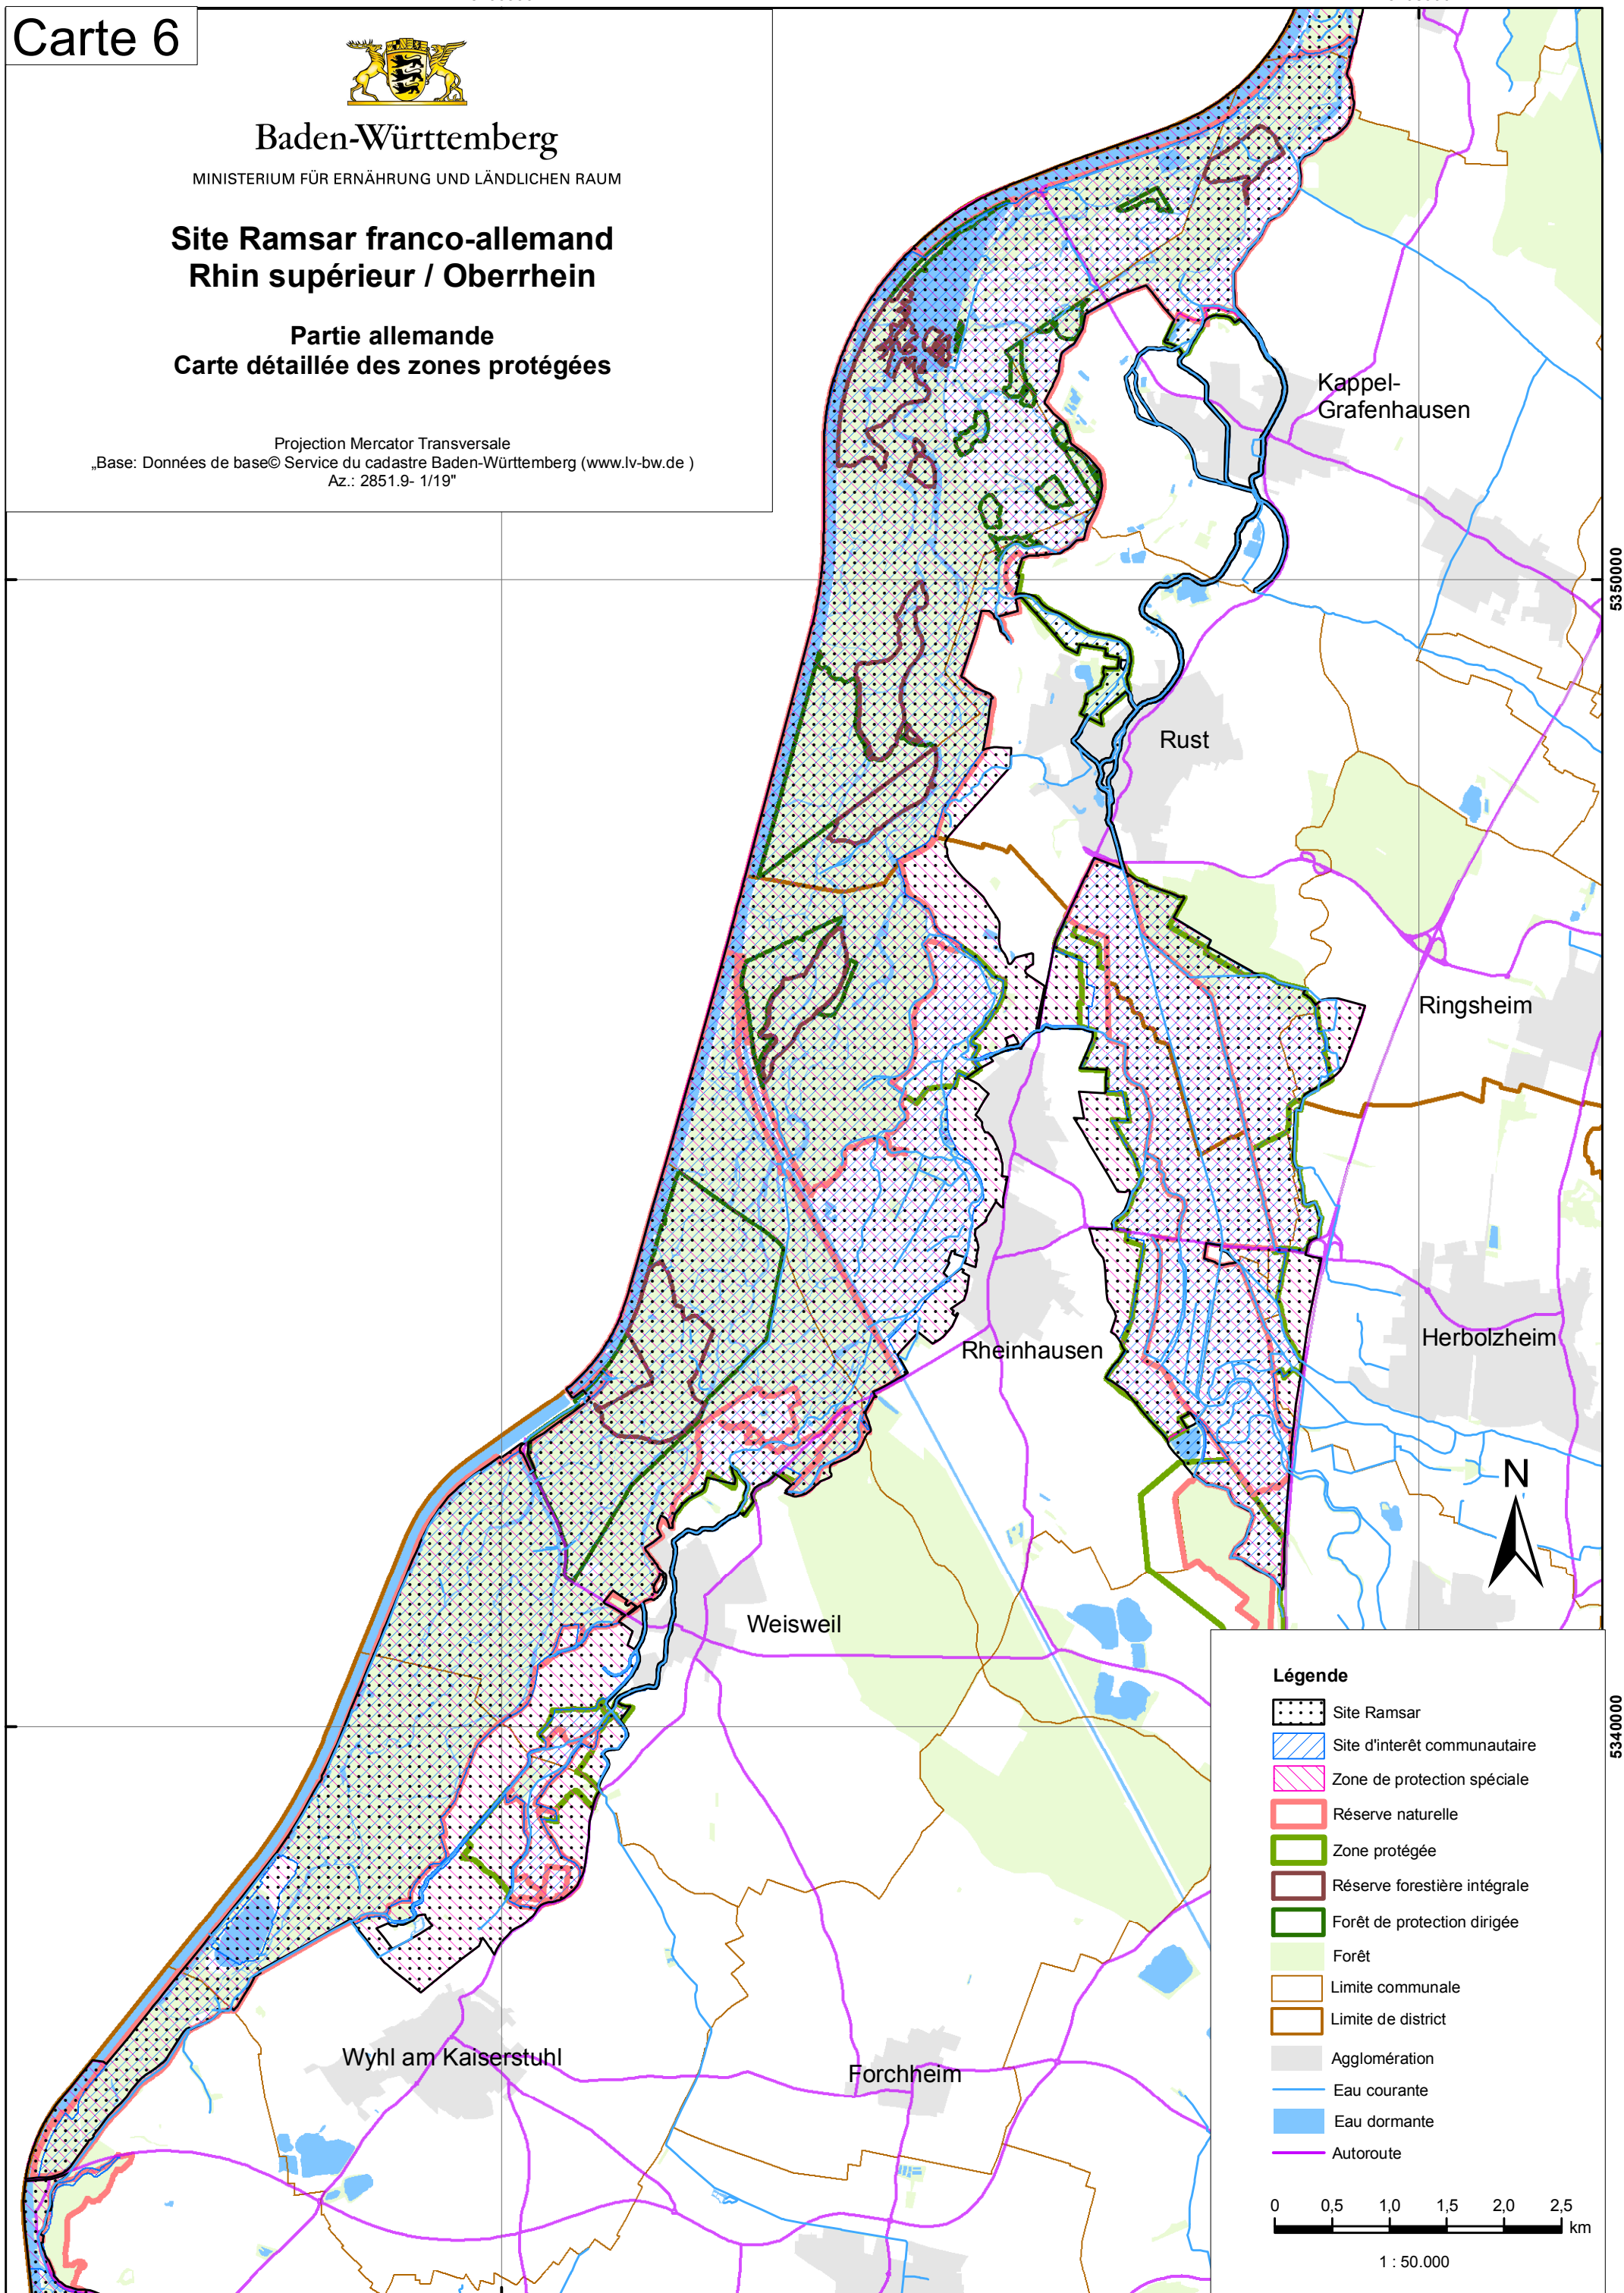 Carte 6
Baden-Württemberg
MINISTERIUM FÜR ERNÄHRUNG UND LÄNDLICHEN RAUM
Site Ramsar franco-allemand
Rhin supérieur / Oberrhein
Partie allemande
Carte détaillée des zones protégées
Projection Mercator Transversale
„Base: Données de base© Service du cadastre Baden-Württemberg (www.lv-bw.de )
Az.: 2851.9- 1/19"
Kappel-
Grafenhausen
5350000
Rust
Ringsheim
Herbolzheim
Rheinhausen
N
Weisweil
5340000
Wyhl am Kaiserstuhl
Forchheim
Légende
Site Ramsar
Site d'interêt communautaire
Zone de protection spéciale
Réserve naturelle
Zone protégée
Réserve forestière intégrale
Forêt de protection dirigée
Forêt
Limite communale
Limite de district
Agglomération
Eau courante
Eau dormante
Autoroute
0 0,5 1,0 1,5 2,0 2,5
km
1 : 50.000